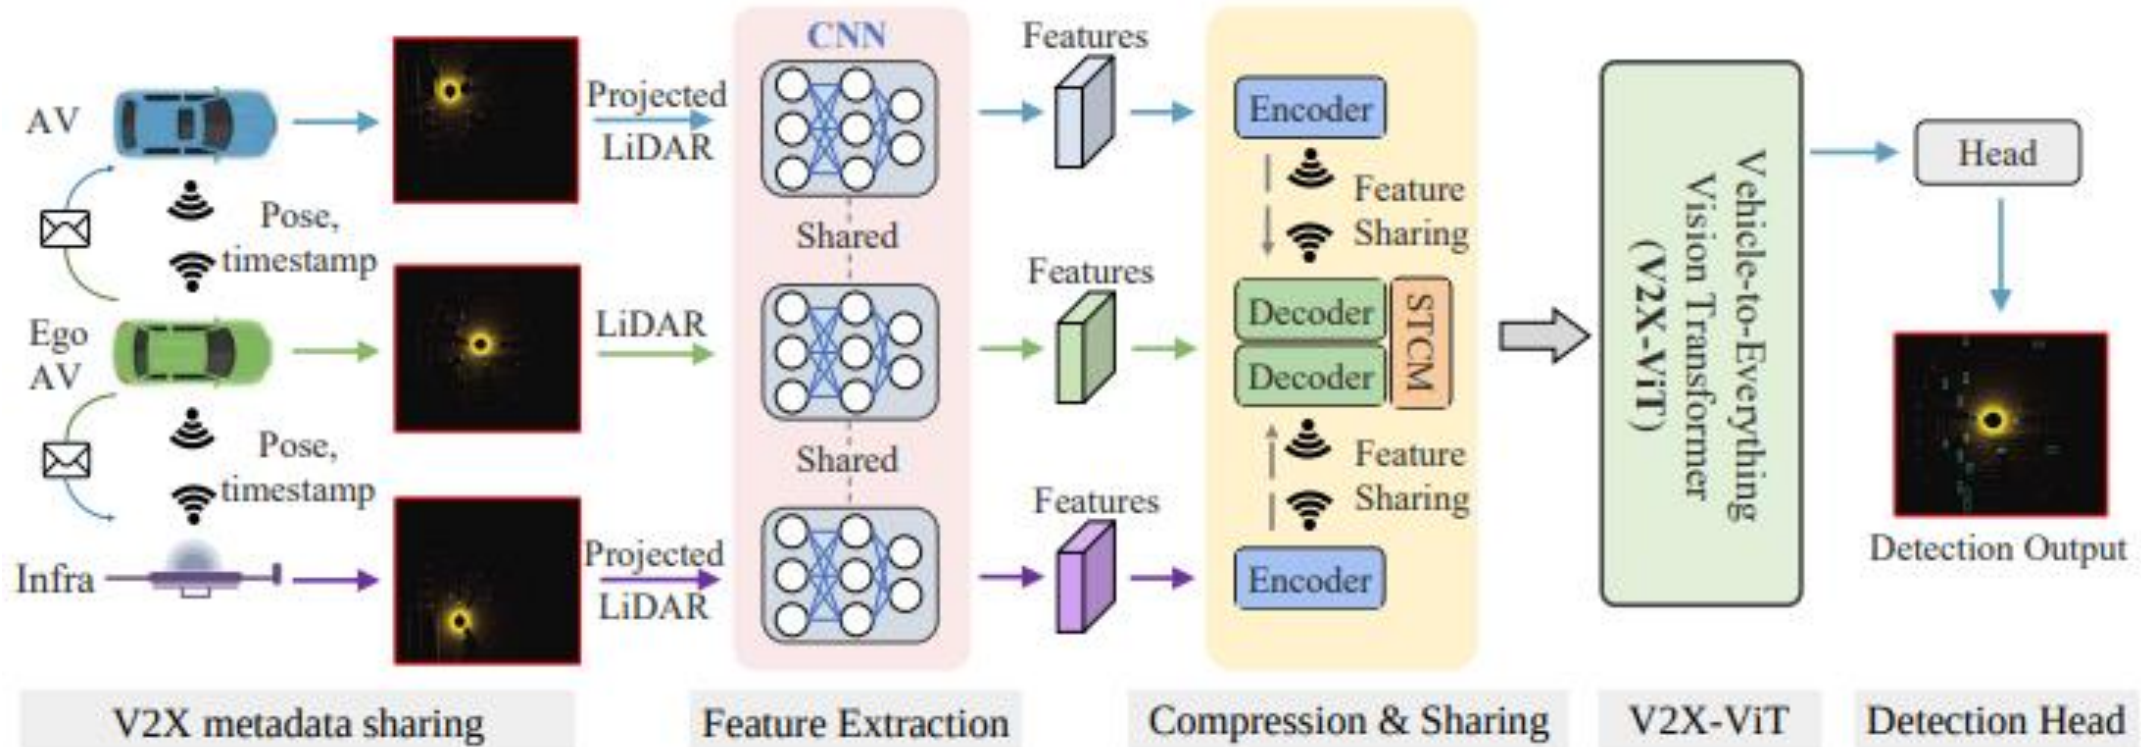 AV
Pose,
timestamp
Ego
AV
Pose,
timestamp
Infra
Projected
LiDAR
LiDAR
Projected
LiDAR
CNN
Shared
Shared
Features
Features
Features
Encoder
Feature
Sharing
Decoder
Decoder
STCM
Feature
Sharing
Encoder
Vehicle-to-Everything
Vision Transformer
(V2X-ViT)
Head
Detection Output
V2X metadata sharing
Feature Extraction
Compression & Sharing
V2X-ViT
Detection Head